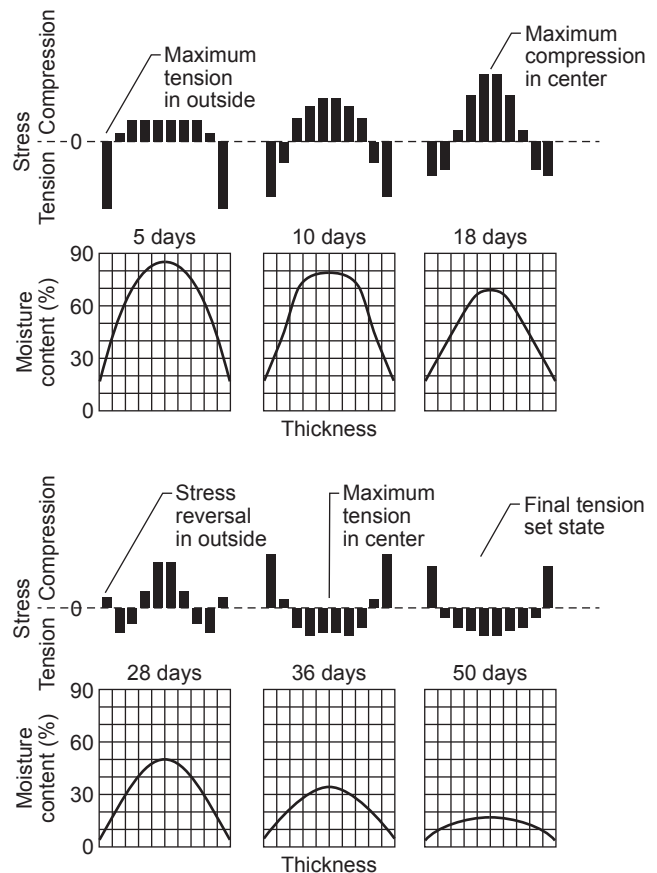 Maximum
tension
in outside
Maximum
compression
in center
Stress
Tension Compression
0
5 days
10 days
18 days
Moisture
content (%)
90
60
30
0
Thickness
Stress
reversal
in outside
Maximum
tension
in center
Final tension
set state
Stress
Tension Compression
0
28 days
36 days
50 days
Moisture
content (%)
90
60
30
0
Thickness